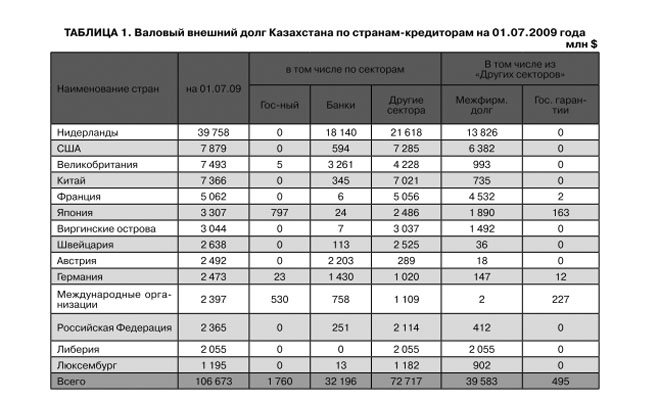 ТАБЛИЦА 1. Валовый внешний долг Казахстана по странам-кредиторам на 01.07.2009 года
млн $
Наименование стран на 01.07.09 в том числе по секторам В том числе из
«Других секторов»
Гос-ный Банки Другие
сектора Межфирм.
долг Гос. гаран-
тии
Нидерланды 39 758 0 18 140 21 618 13 826 0
США 7 879 0 594 7 285 6 382 0
Великобритания 7 493 5 3 261 4 228 993 0
Китай 7 366 0 345 7 021 735 0
Франция 5 062 0 6 5 056 4 532 2
Япония 3 307 797 24 2 486 1 890 163
Виргинские острова 3 044 0 7 3 037 1 492 0
Швейцария 2 638 0 113 2 525 36 0
Австрия 2 492 0 2 203 289 18 0
Германия 2 473 23 1 430 1 020 147 12
Международные орга-
низации 2 397 530 758 1 109 2 227
Российская Федерация 2 365 0 251 2 114 412 0
Либерия 2 055 0 0 2 055 2 055 0
Люксембург 1 195 0 13 1 182 902 0
Всего 106 673 1 760 32 196 72 717 39 583 495